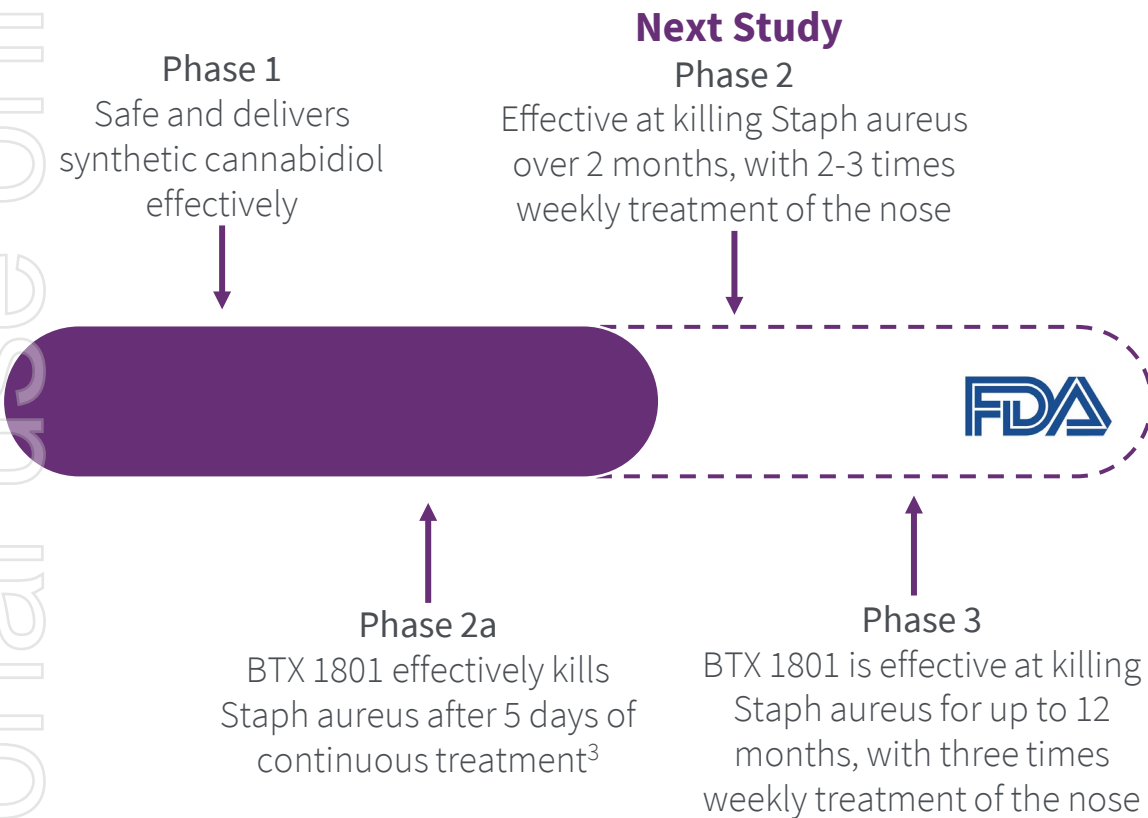 Next Study
Phase 1
Safe and delivers
synthetic cannabidiol
effectively
Phase 2
Effective at killing Staph aureus
over 2 months, with 2-3 times
weekly treatment of the nose
FDA
Phase 2a
BTX 1801 effectively kills
Staph aureus after 5 days of
continuous treatment3
Phase 3
BTX 1801 is effective at killing
Staph aureus for up to 12
months, with three times
weekly treatment of the nose
use